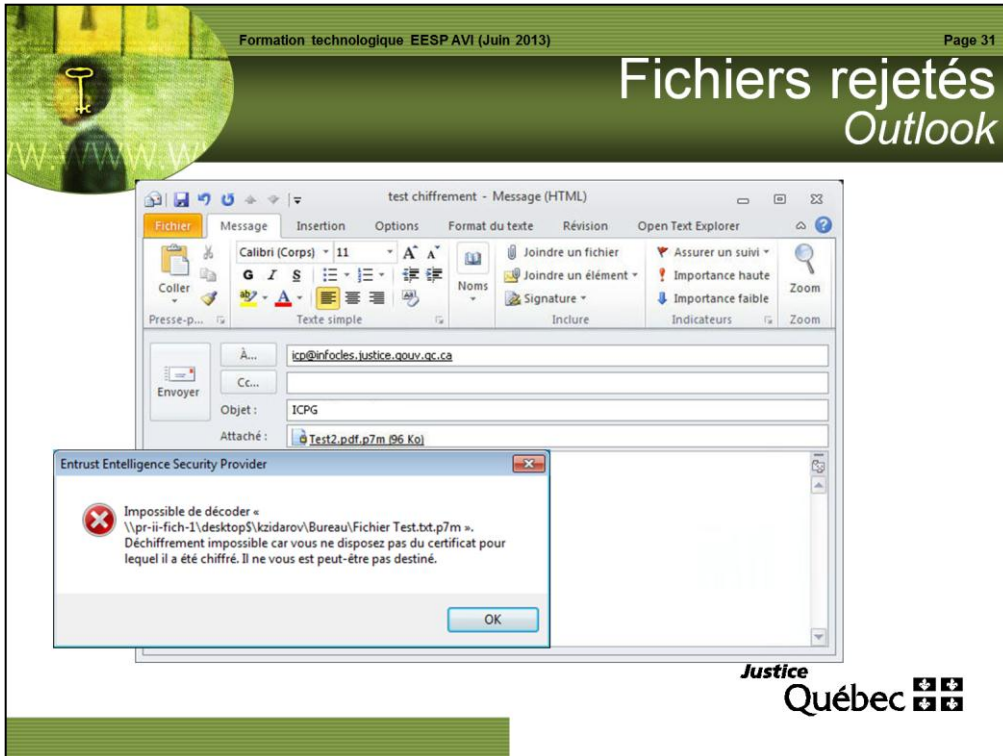 Formation technologique EESP AVI (Juin 2013)
Page 31
Fichiers rejetés
Outlook
WWW.WWW.W
test chiffrement - Message (HTML)
Fichier Message Insertion Options Format du texte Révision Open Text Explorer
Coller
Presse-p...
Calibri (Corps) 11 A A
G I S
ab A
Texte simple
Noms
Joindre un fichier
Joindre un élément
Signature
Inclure
Assurer un suivi
Importance haute
Importance faible
Indicateurs
Zoom
Zoom
Envoyer
À... icp@infocles.justice.gouv.qc.ca
Cc...
Objet : ICPG
Attaché : Test2.pdf.p7m (96 Ko)
Entrust Entelligence Security Provider
Impossible de décoder «
\\pr-ii-fich-1\desktop$\kzidarov\Bureau\Fichier Test.txt.p7m ».
Déchiffrement impossible car vous ne disposez pas du certificat pour
lequel il a été chiffré. Il ne vous est peut-être pas destiné.
OK
Justice
Québec